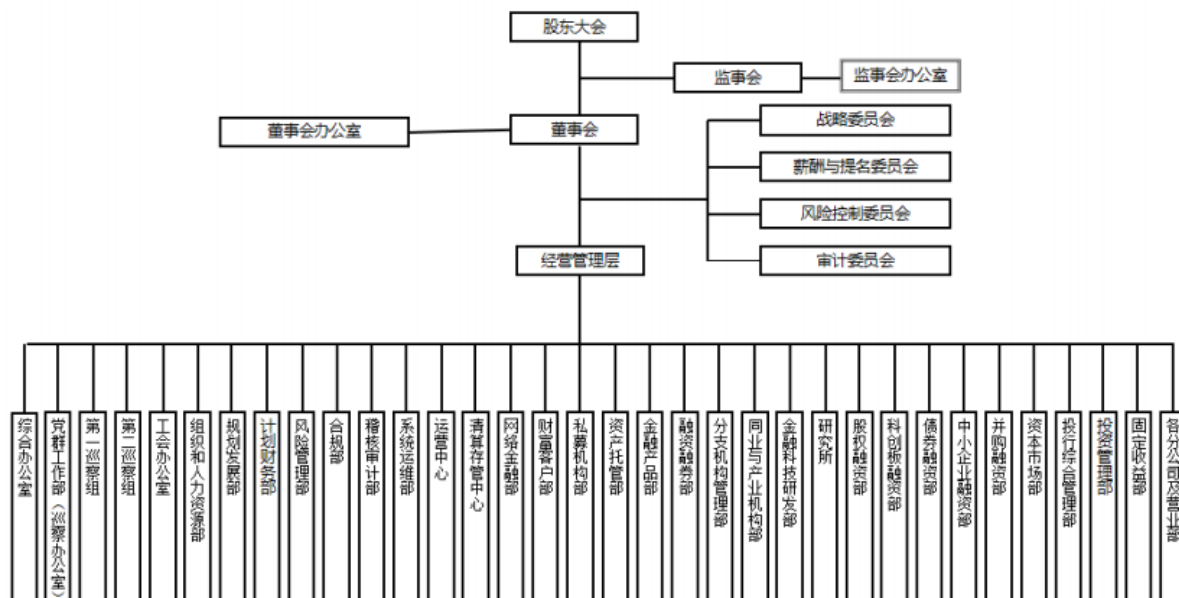 股东大会
监事会
监事会办公室
董事会办公室
董事会
战略委员会
薪酬与提名委员会
风险控制委员会
经营管理层
审计委员会
综合办公室
党群工作部（巡察办公室）
第一巡察组
第二巡察组
工会办公室
组织和人力资源部
规划发展部
计划财务部
风险管理部
合规部
稽核审计部
系统运维部
运营中心
清算存管中心
网络金融部
财富客户部
私募机构部
资产托管部
金融产品部
融资融券部
分支机构管理部
同业与产业机构部
金融科技研发部
研究所
股权融资部
科创板融资部
债券融资部
中小企业融资部
并购融资部
资本市场部
投行综合管理部
投资管理部
固定收益部
各分公司及营业部